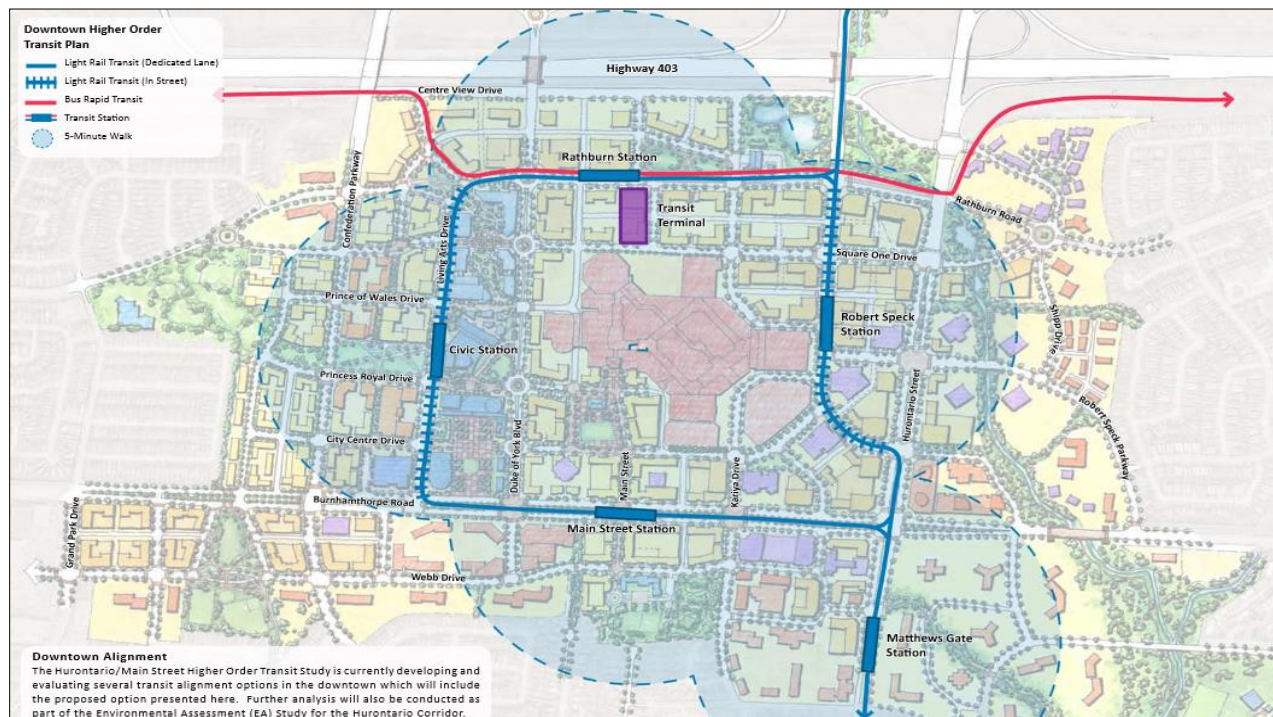 Downtown Higher Order
Transit Plan
Light Rail Transit (Dedicated Lane)
Light Rail Transit (In Street)
Bus Rapid Transit
Transit Station
5-Minute Walk
Highway 403
Centre View Drive
Rathburn Station
Confederation Parkway
Living Arts Drive
Duke of York Blvd
Transit
Terminal
Rathburn Road
Square One Drive
Prince of Wales Drive
Robert Speck
Station
Shipp Drive
Civic Station
Princess Royal Drive
Hurontario Street
Robert Speck Parkway
City Centre Drive
Main Street
Kariya Drive
Burnhamthorpe Road
Main Street Station
Grand Park Drive
Webb Drive
Matthews Gate
Station
Downtown Alignment
The Hurontario/Main Street Higher Order Transit Study is currently developing and
evaluating several transit alignment options in the downtown which will include
the proposed option presented here. Further analysis will also be conducted as
part of the Environmental Assessment (EA) Study for the Hurontario Corridor.